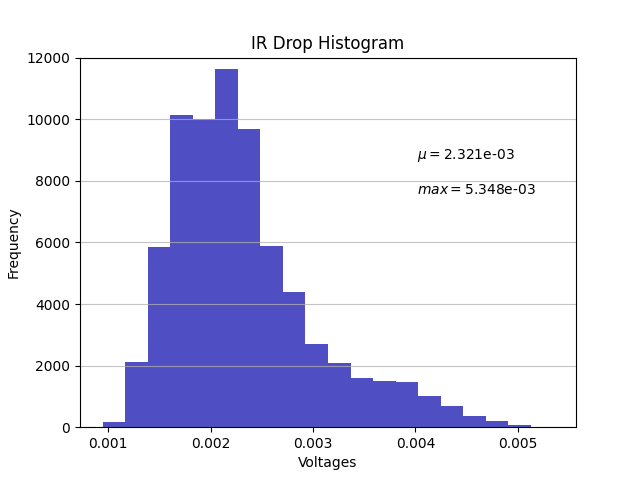 IR Drop Histogram
12000
10000
8000
6000
4000
2000
0
Frequency
μ = 2.321e-03
max = 5.348e-03
0.001 0.002 0.003 0.004 0.005
Voltages